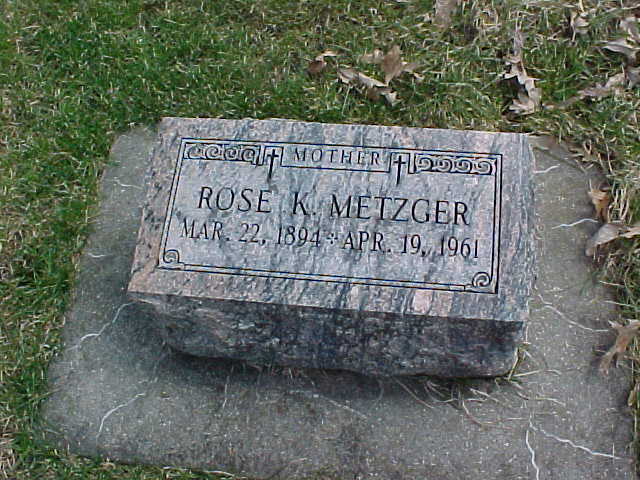 MOTHER
ROSE K. METZGER
MAR. 22, 1894 ✢ APR. 19, 1961